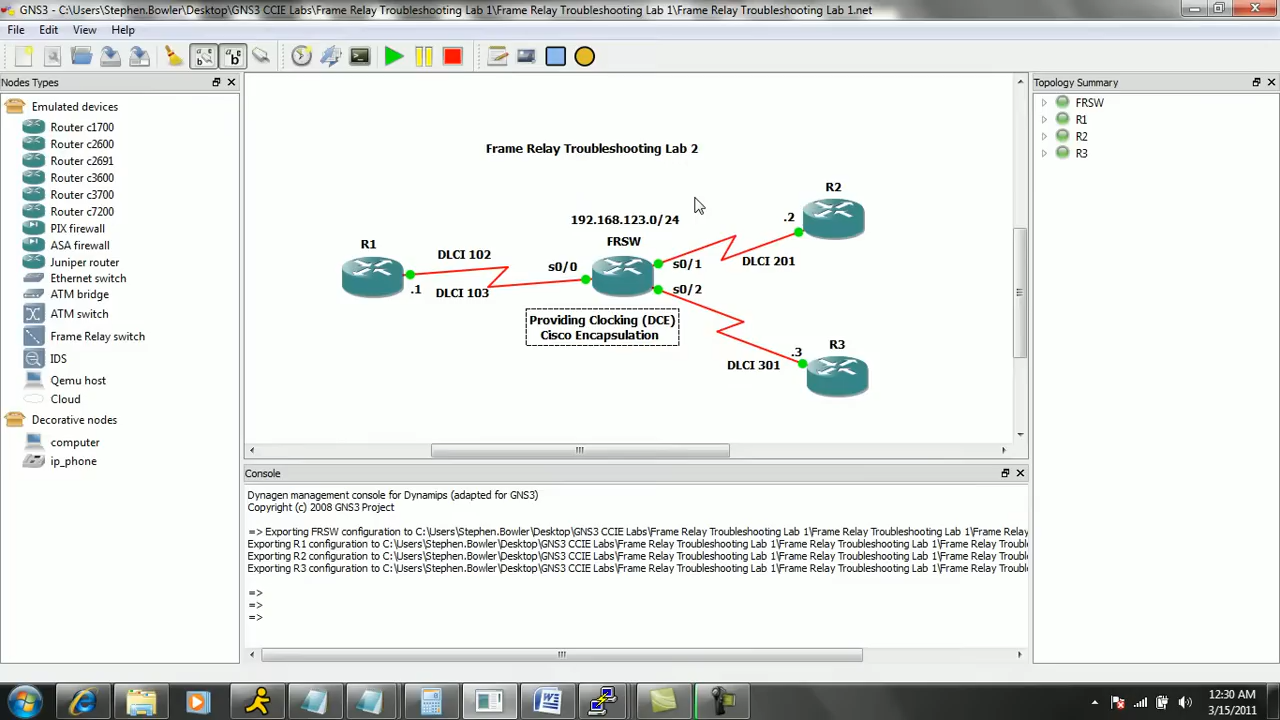 GNS3 - C:\Users\Stephen.Bowler\Desktop\GNS3 CCIE Labs\Frame Relay Troubleshooting Lab 1\Frame Relay Troubleshooting Lab 1\Frame Relay Troubleshooting Lab 1.net
File Edit View Help
Nodes Types
Emulated devices
Router c1700
Router c2600
Router c2691
Router c3600
Router c3700
Router c7200
PIX firewall
ASA firewall
Juniper router
Ethernet switch
ATM bridge
ATM switch
Frame Relay switch
IDS
Qemu host
Cloud
Decorative nodes
computer
ip_phone
Frame Relay Troubleshooting Lab 2
R2
192.168.123.0/24
.2
R1
FRSW
DLCI 102
s0/0
s0/1
DLCI 201
.1
DLCI 103
s0/2
Providing Clocking (DCE)
Cisco Encapsulation
R3
.3
DLCI 301
Topology Summary
FRSW
R1
R2
R3
Console
Dynagen management console for Dynamips (adapted for GNS3)
Copyright (c) 2008 GNS3 Project
=> Exporting FRSW configuration to C:\Users\Stephen.Bowler\Desktop\GNS3 CCIE Labs\Frame Relay Troubleshooting Lab 1\Frame Relay Troubleshooting Lab 1\Frame Relay
Exporting R1 configuration to C:\Users\Stephen.Bowler\Desktop\GNS3 CCIE Labs\Frame Relay Troubleshooting Lab 1\Frame Relay Troubleshooting Lab 1\Frame Relay Troubl
Exporting R2 configuration to C:\Users\Stephen.Bowler\Desktop\GNS3 CCIE Labs\Frame Relay Troubleshooting Lab 1\Frame Relay Troubleshooting Lab 1\Frame Relay Troubl
Exporting R3 configuration to C:\Users\Stephen.Bowler\Desktop\GNS3 CCIE Labs\Frame Relay Troubleshooting Lab 1\Frame Relay Troubleshooting Lab 1\Frame Relay Troubl
=>
=>
=>
12:30 AM
3/15/2011